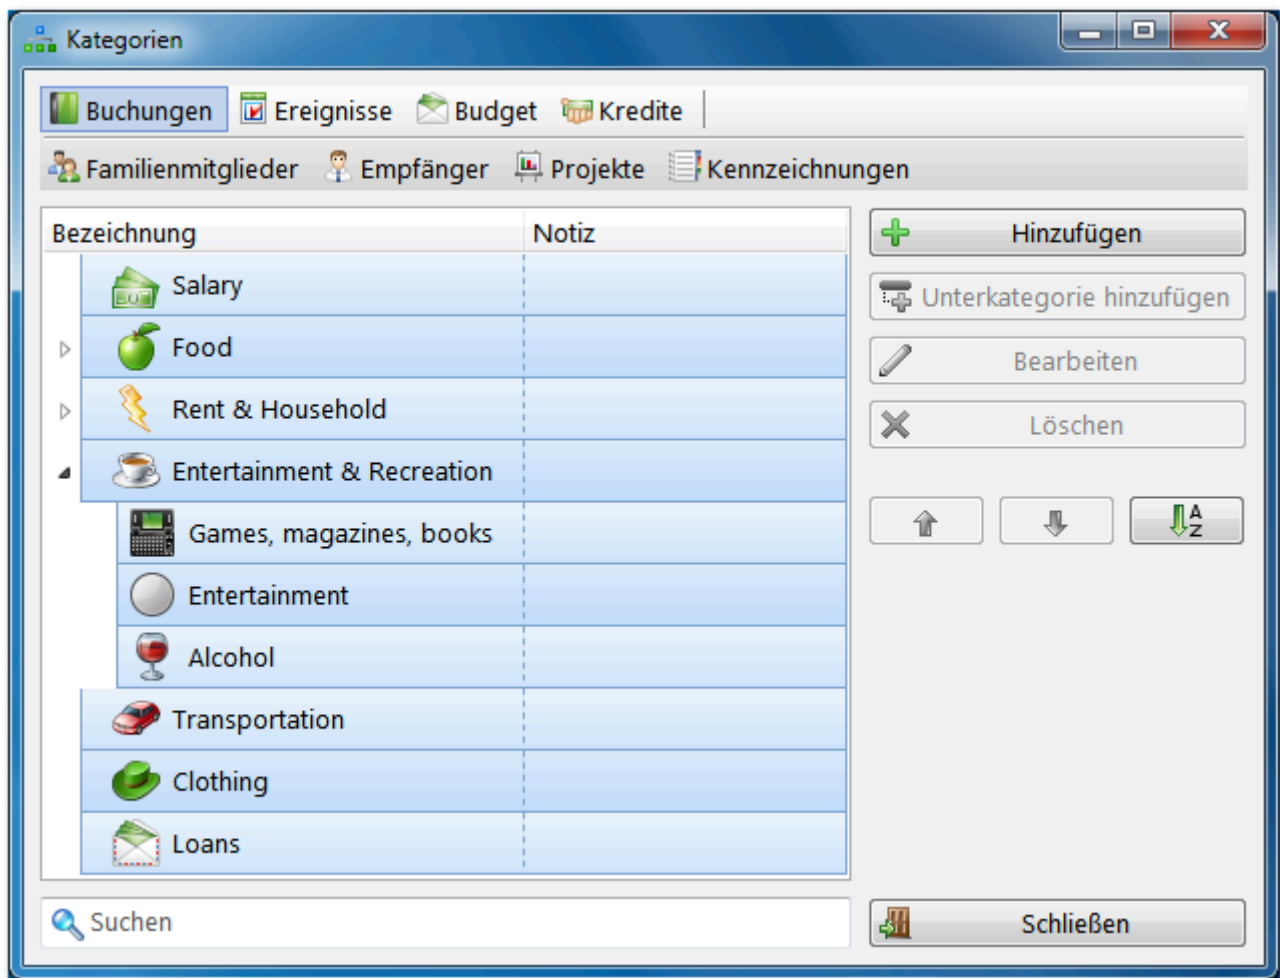 Kategorien
Buchungen Ereignisse Budget Kredite
Familienmitglieder Empfänger Projekte Kennzeichnungen
Bezeichnung Notiz
Salary
Food
Rent & Household
Entertainment & Recreation
Games, magazines, books
Entertainment
Alcohol
Transportation
Clothing
Loans
Suchen
Hinzufügen
Unterkategorie hinzufügen
Bearbeiten
Löschen
A
Z
Schließen